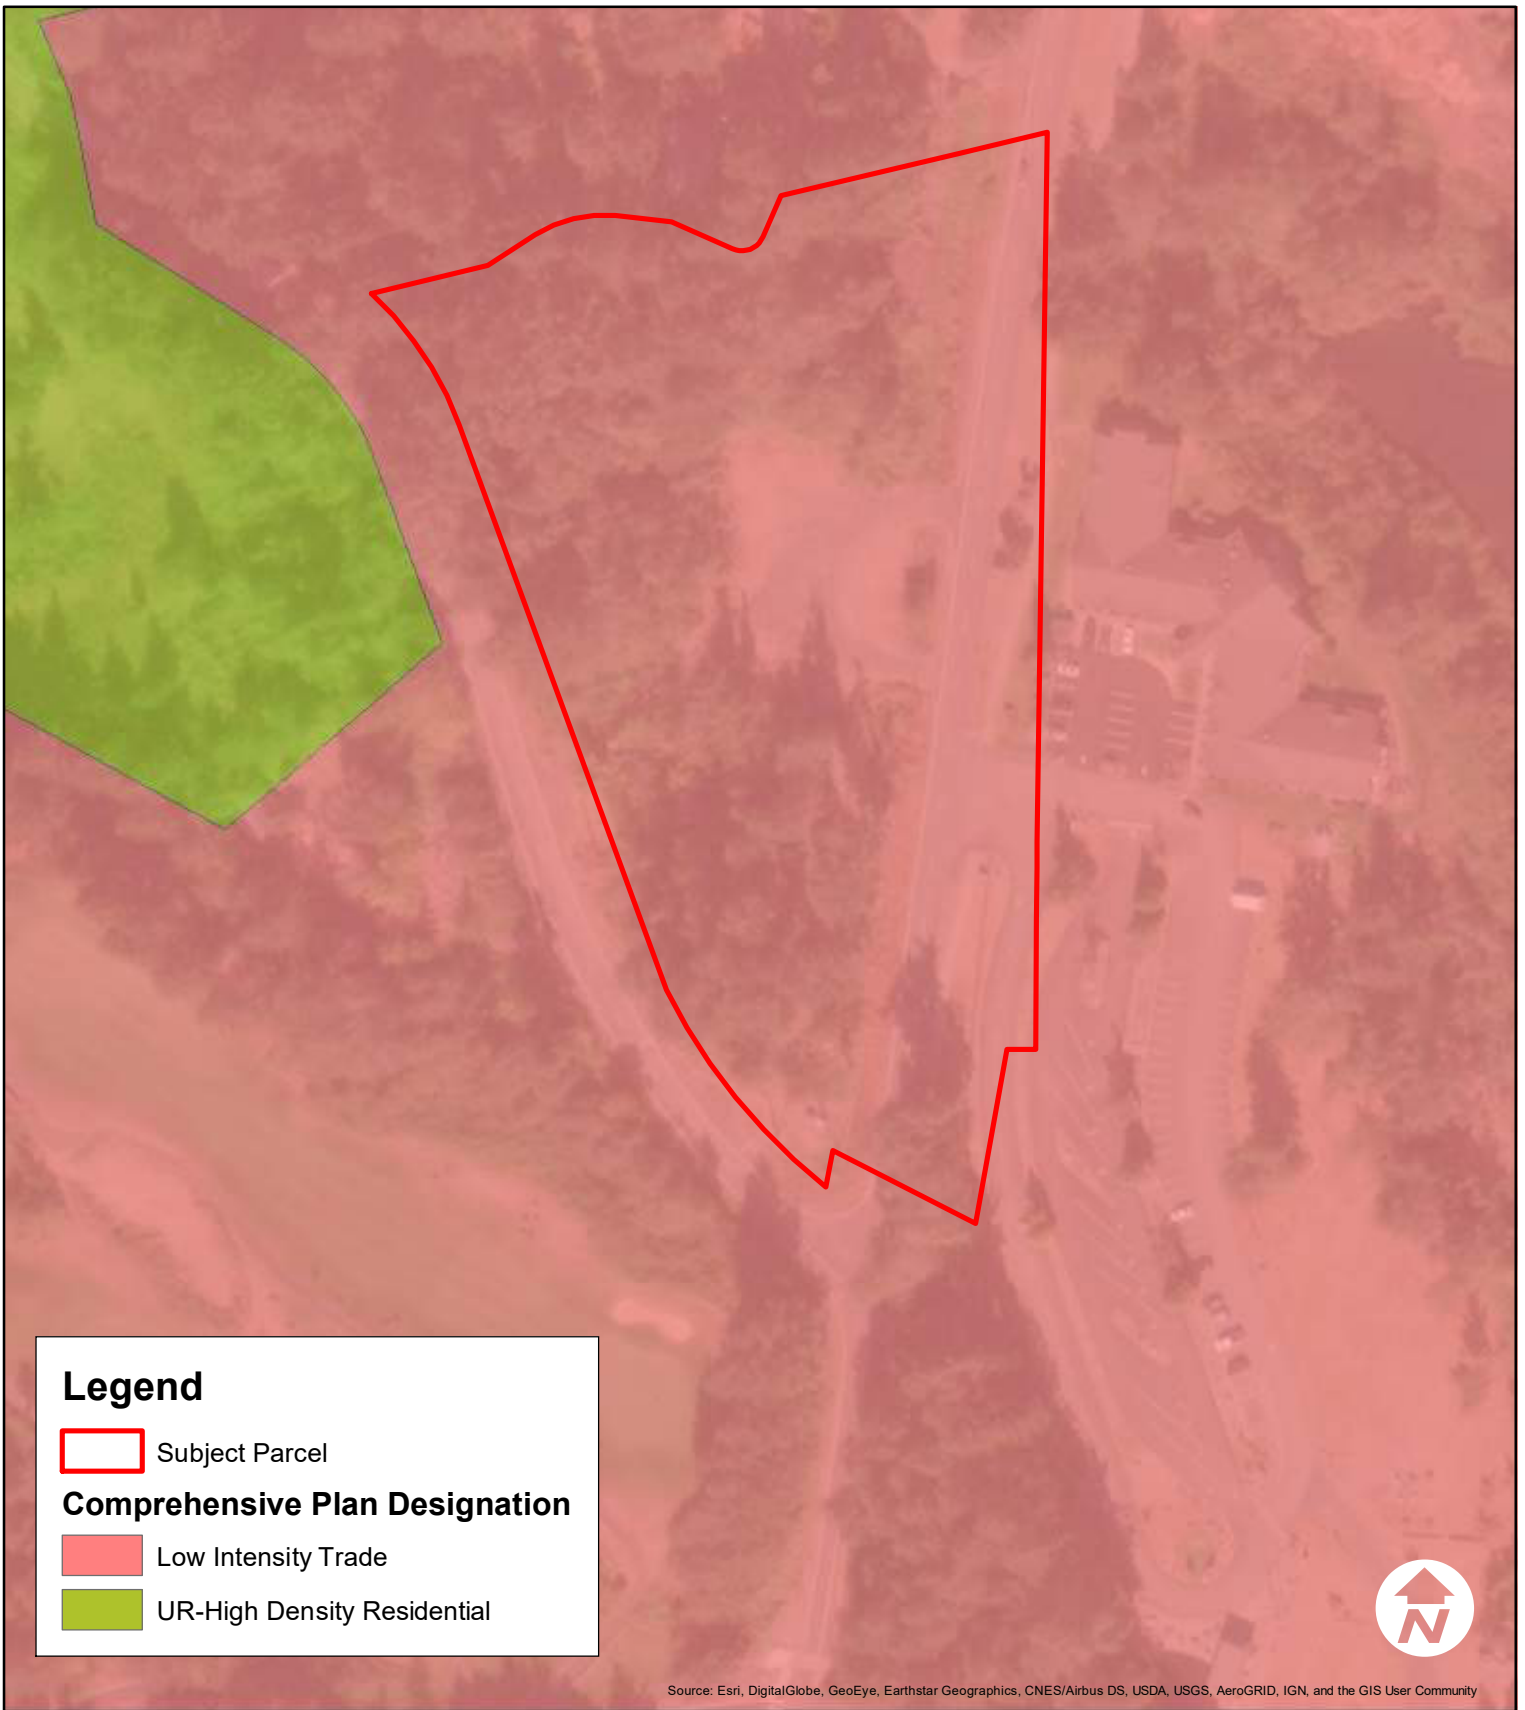 Legend
Subject Parcel
Comprehensive Plan Designation
Low Intensity Trade
UR-High Density Residential
N
Source: Esri, DigitalGlobe, GeoEye, Earthstar Geographics, CNES/Airbus DS, USDA, USGS, AeroGRID, IGN, and the GIS User Community